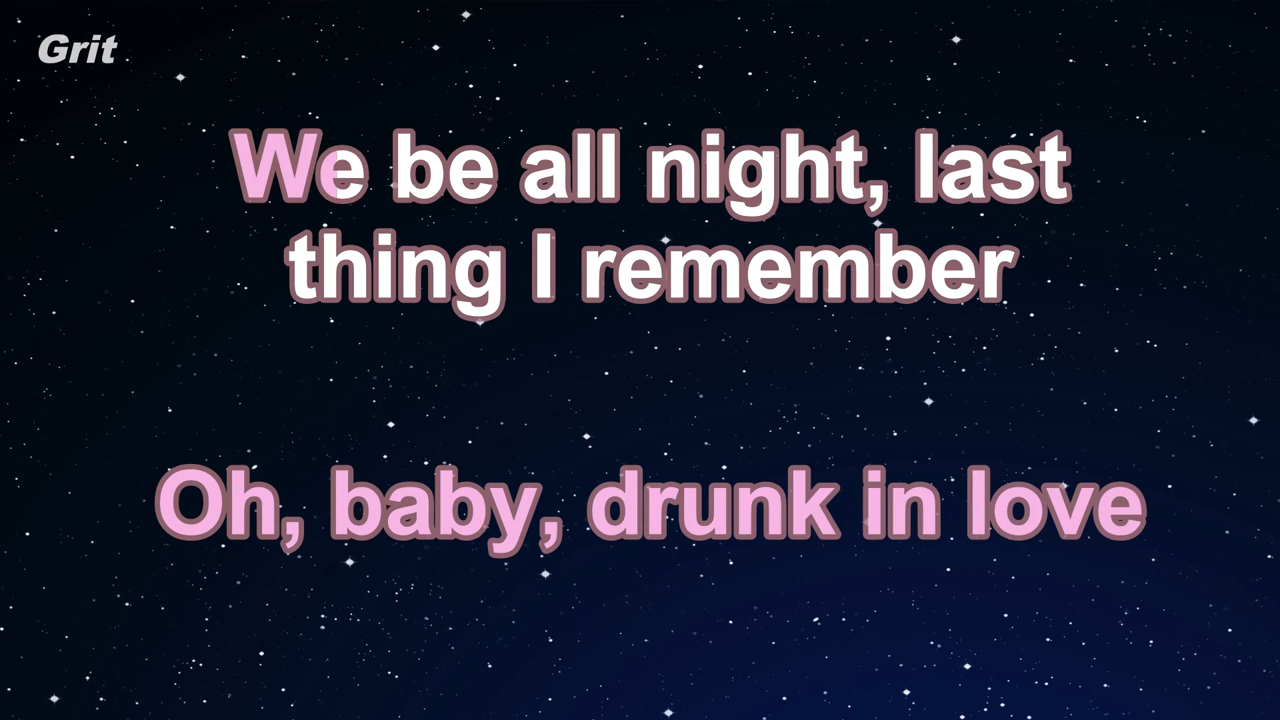 Grit
We be all night, last
thing I remember
Oh, baby, drunk in love